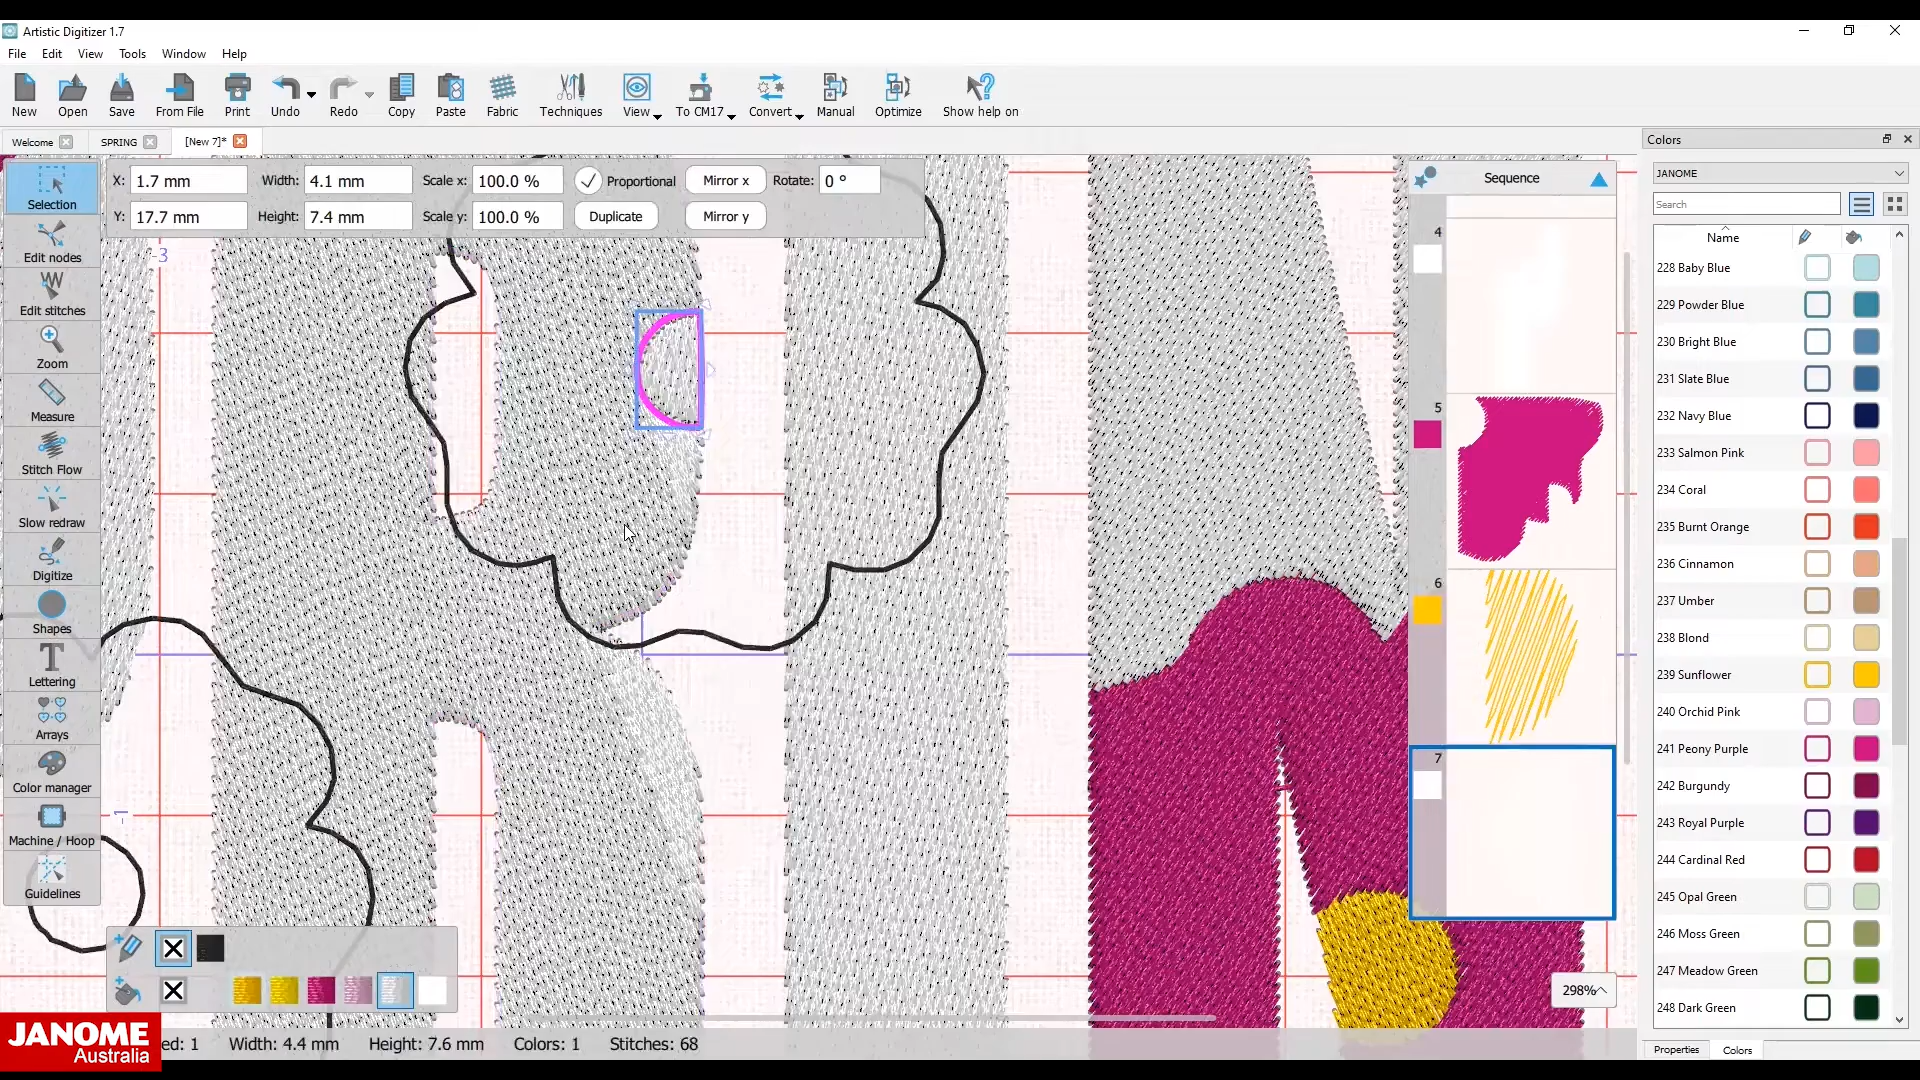 Artistic Digitizer 1.7
File Edit View Tools Window Help
New Open Save From File Print Undo Redo Copy Paste Fabric Techniques View To CM17 Convert Manual Optimize Show help on
Welcome SPRING [New 7]*
Colors
X: 1.7 mm Width: 4.1 mm Scale x: 100.0 % Proportional Mirror x Rotate: 0 °
Y: 17.7 mm Height: 7.4 mm Scale y: 100.0 % Duplicate Mirror y
Sequence
JANOME
Search
Name
Selection
Edit nodes
Edit stitches
Zoom
Measure
Stitch Flow
Slow redraw
Digitize
Shapes
Lettering
Arrays
Color manager
Machine / Hoop
Guidelines
-3
-1
4
5
6
7
228 Baby Blue
229 Powder Blue
230 Bright Blue
231 Slate Blue
232 Navy Blue
233 Salmon Pink
234 Coral
235 Burnt Orange
236 Cinnamon
237 Umber
238 Blond
239 Sunflower
240 Orchid Pink
241 Peony Purple
242 Burgundy
243 Royal Purple
244 Cardinal Red
245 Opal Green
246 Moss Green
247 Meadow Green
248 Dark Green
298%
JANOME
Australia
ed: 1 Width: 4.4 mm Height: 7.6 mm Colors: 1 Stitches: 68
Properties Colors